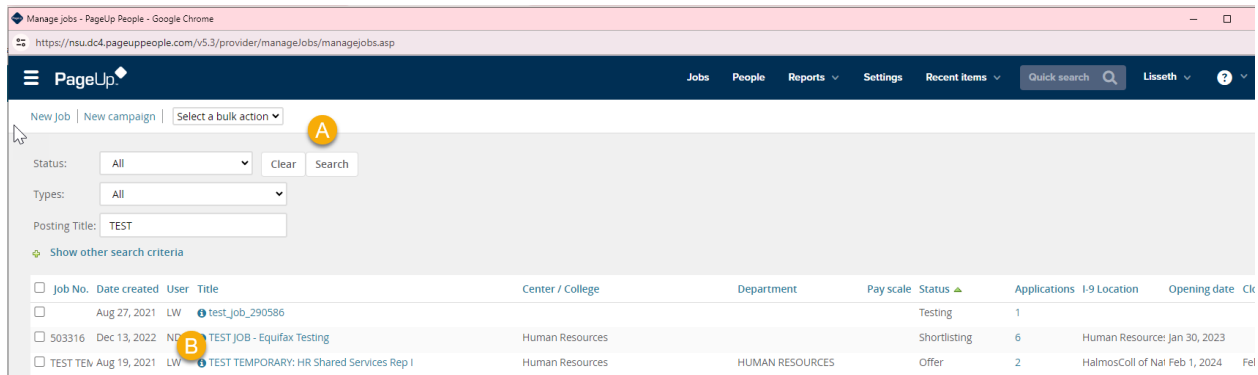 Manage jobs - PageUp People - Google Chrome
https://nsu.dc4.pageuppeople.com/v5.3/provider/manageJobs/managejobs.asp
PageUp. Jobs People Reports Settings Recent items Quick search Lisseth ?
New Job New campaign Select a bulk action
A
Status: All Clear Search
Types: All
Posting Title: TEST
Show other search criteria
Job No. Date created User Title Center / College Department Pay scale Status Applications I-9 Location Opening date Clo
Aug 27, 2021 LW test_job_290586 Testing 1
503316 Dec 13, 2022 ND TEST JOB - Equifax Testing Human Resources Shortlisting 6 Human Resource: Jan 30, 2023
B
TEST TEM Aug 19, 2021 LW TEST TEMPORARY: HR Shared Services Rep I Human Resources HUMAN RESOURCES Offer 2 HalmosColl of Nat Feb 1, 2024 Fel